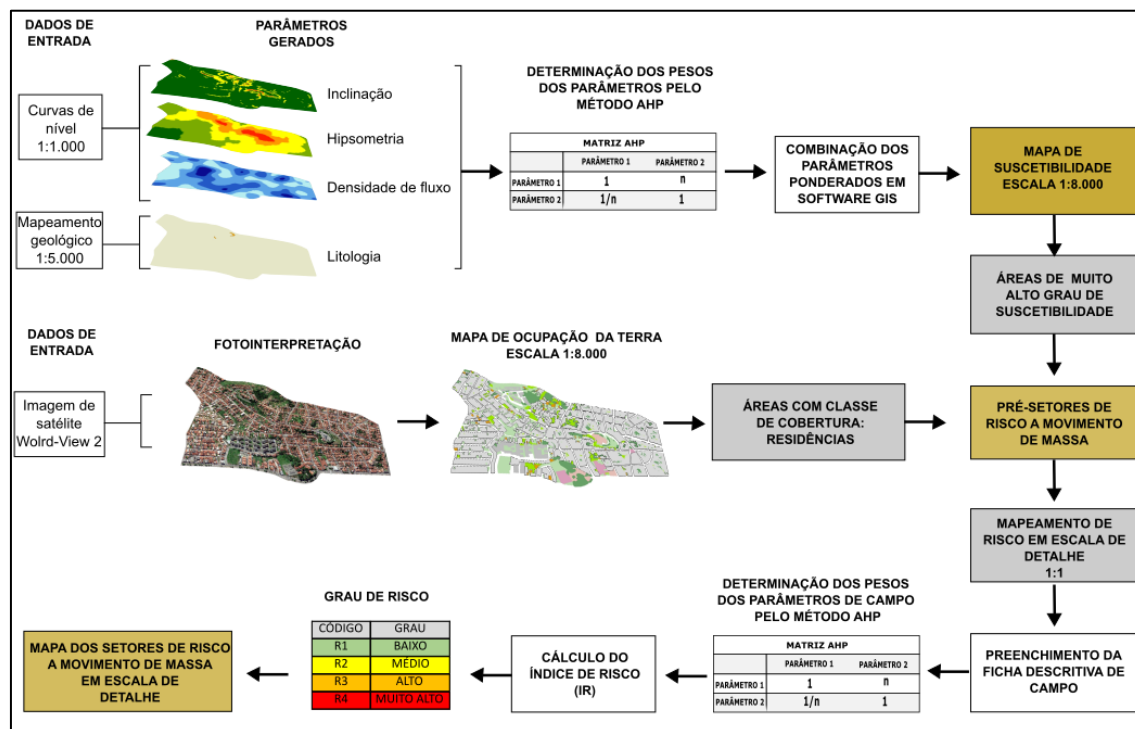 DADOS DE
ENTRADA
PARÂMETROS
GERADOS
Curvas de
nível
1:1.000
Inclinação
Hipsometria
Densidade de fluxo
Mapeamento
geológico
1:5.000
Litologia
DETERMINAÇÃO DOS PESOS
DOS PARÂMETROS PELO
MÉTODO AHP
MATRIZ AHP
PARÂMETRO 1 PARÂMETRO 2
PARÂMETRO 1 1 n
PARÂMETRO 2 1/n 1
COMBINAÇÃO DOS
PARÂMETROS
PONDERADOS EM
SOFTWARE GIS
MAPA DE
SUSCETIBILIDADE
ESCALA 1:8.000
ÁREAS DE MUITO
ALTO GRAU DE
SUSCETIBILIDADE
DADOS DE
ENTRADA
FOTOINTERPRETAÇÃO
MAPA DE OCUPAÇÃO DA TERRA
ESCALA 1:8.000
Imagem de
satélite
Wolrd-View 2
ÁREAS COM CLASSE
DE COBERTURA:
RESIDÊNCIAS
PRÉ-SETORES DE
RISCO A MOVIMENTO
DE MASSA
MAPEAMENTO DE
RISCO EM ESCALA DE
DETALHE
1:1
PREENCHIMENTO DA
FICHA DESCRITIVA DE
CAMPO
DETERMINAÇÃO DOS PESOS
DOS PARÂMETROS DE CAMPO
PELO MÉTODO AHP
MATRIZ AHP
PARÂMETRO 1 PARÂMETRO 2
PARÂMETRO 1 1 n
PARÂMETRO 2 1/n 1
CÁLCULO DO
ÍNDICE DE RISCO
(IR)
GRAU DE RISCO
CÓDIGO GRAU
R1 BAIXO
R2 MÉDIO
R3 ALTO
R4 MUITO ALTO
MAPA DOS SETORES DE RISCO
A MOVIMENTO DE MASSA
EM ESCALA DE
DETALHE